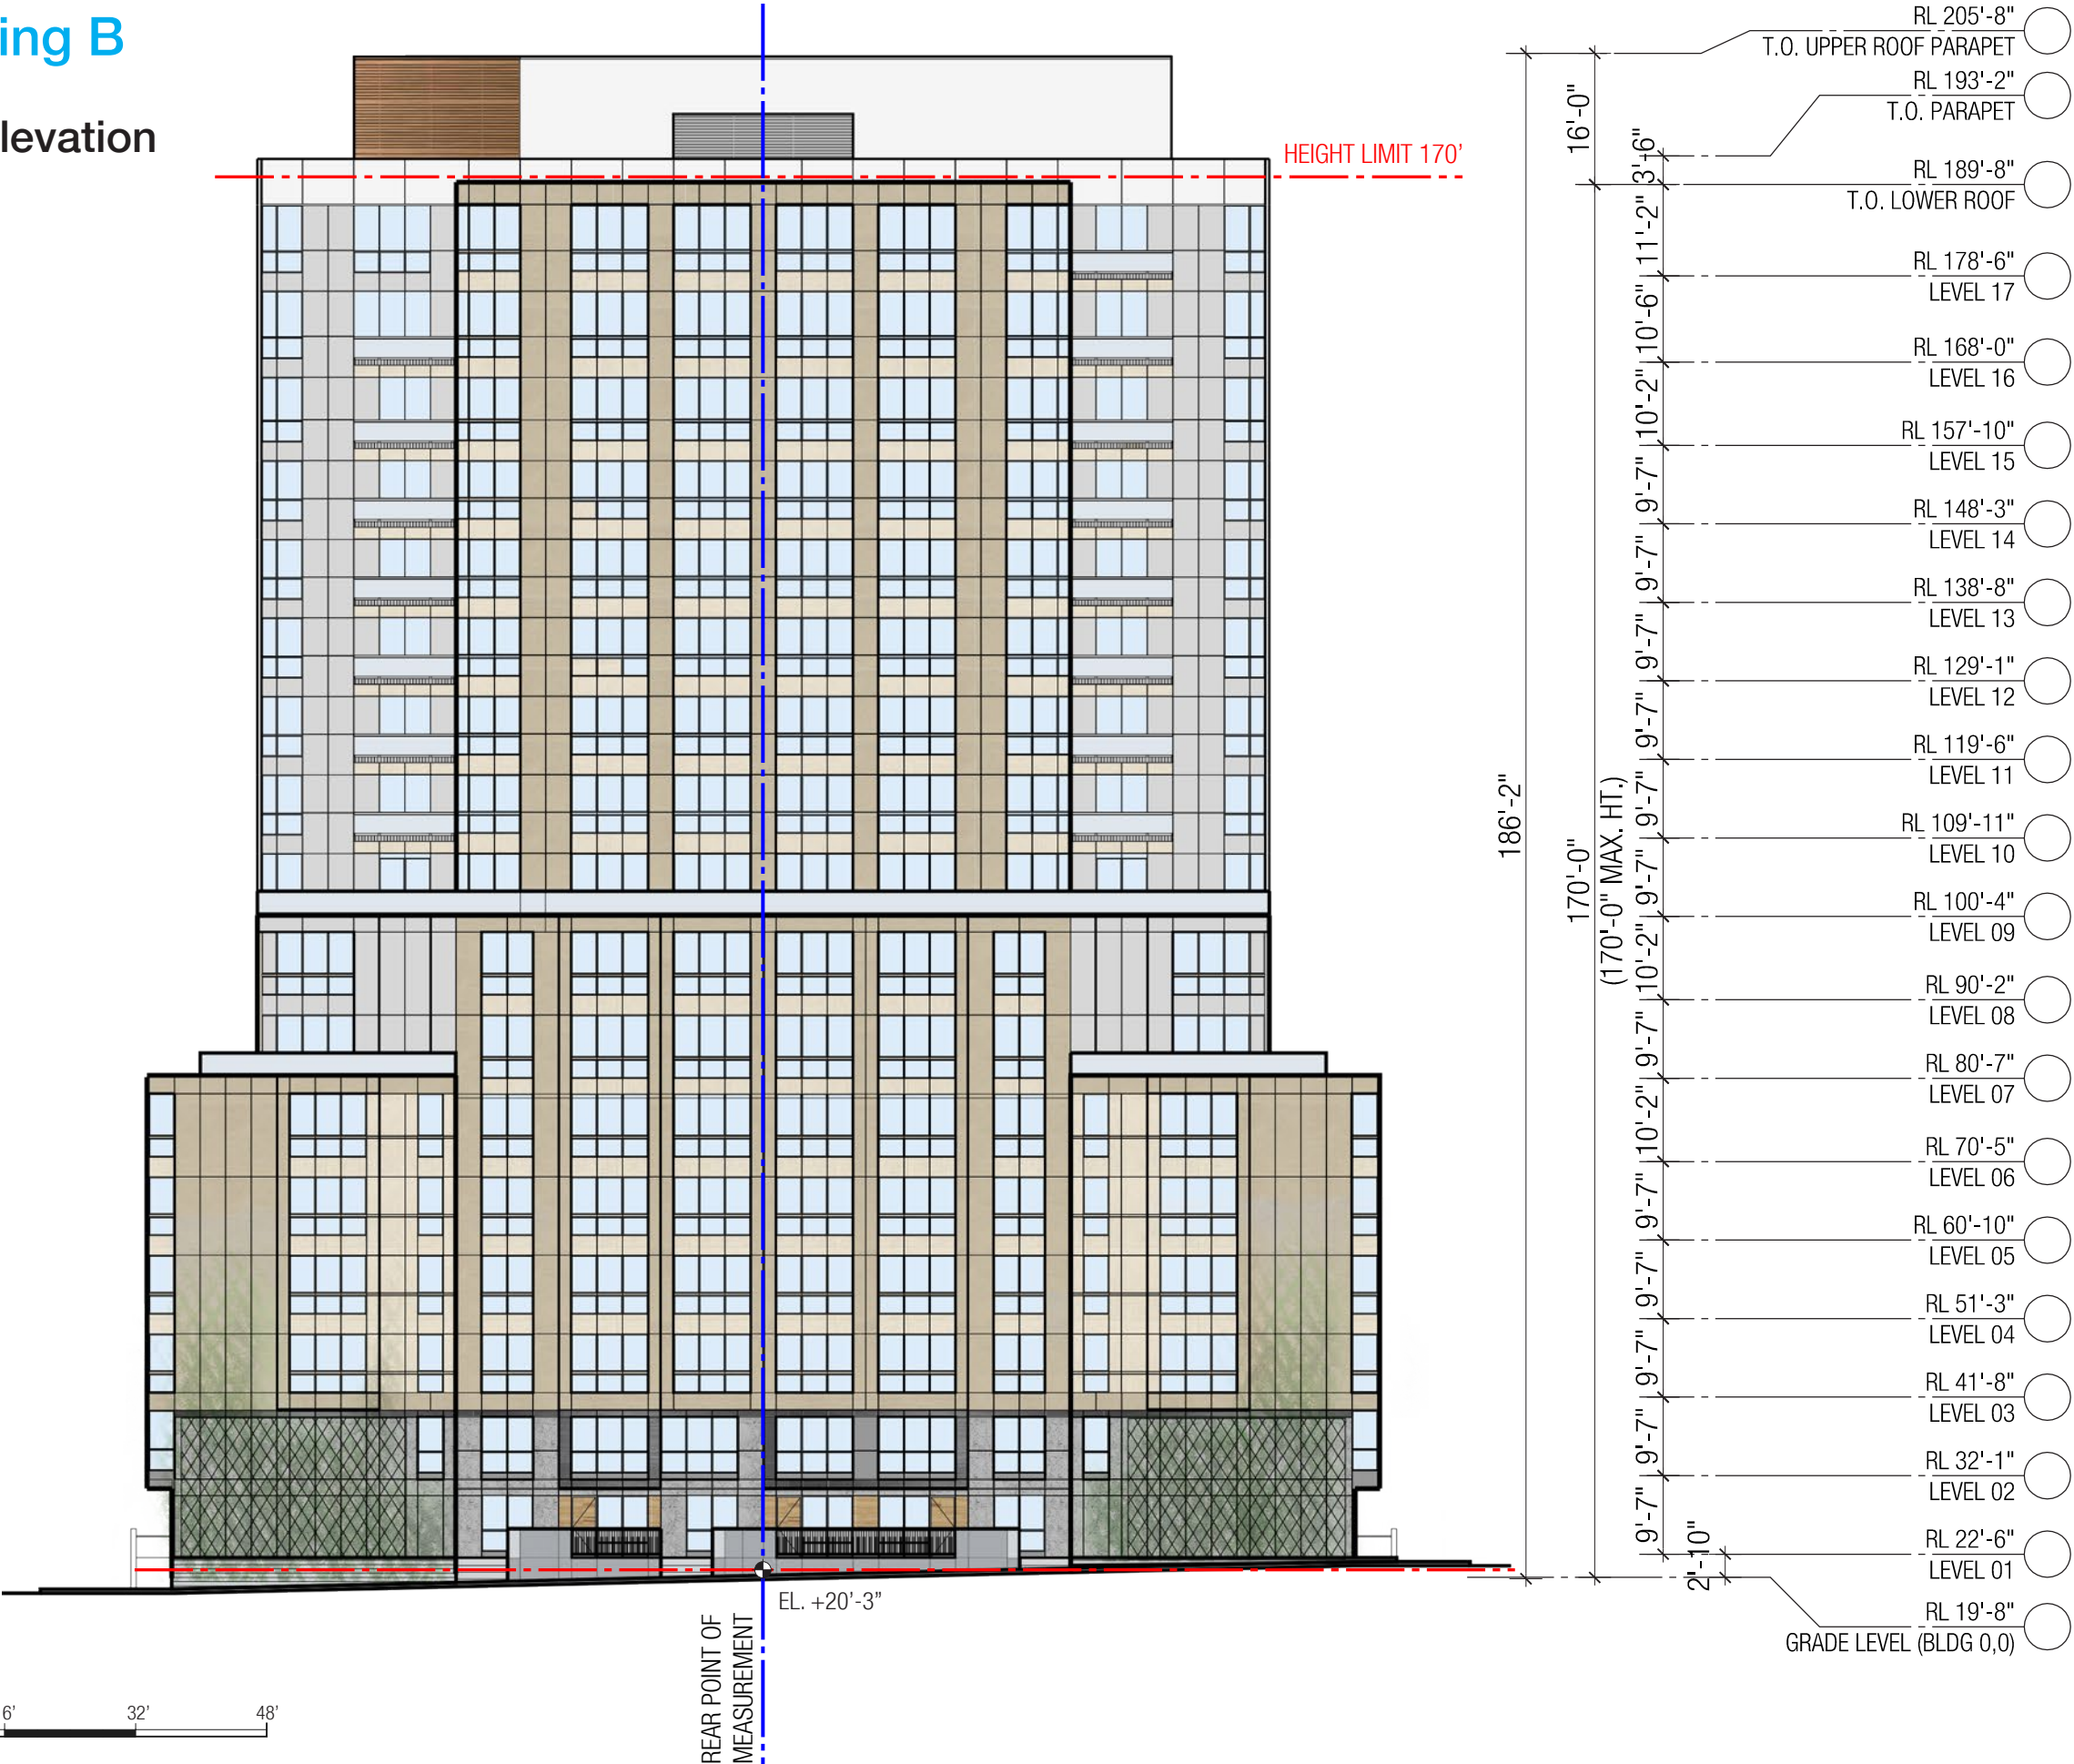 ing B
levation
HEIGHT LIMIT 170’
RL 205'-8"
T.O. UPPER ROOF PARAPET
RL 193'-2"
T.O. PARAPET
RL 189'-8"
T.O. LOWER ROOF
RL 178'-6"
LEVEL 17
RL 168'-0"
LEVEL 16
RL 157'-10"
LEVEL 15
RL 148'-3"
LEVEL 14
RL 138'-8"
LEVEL 13
RL 129'-1"
LEVEL 12
RL 119'-6"
LEVEL 11
RL 109'-11"
LEVEL 10
RL 100'-4"
LEVEL 09
RL 90'-2"
LEVEL 08
RL 80'-7"
LEVEL 07
RL 70'-5"
LEVEL 06
RL 60'-10"
LEVEL 05
RL 51'-3"
LEVEL 04
RL 41'-8"
LEVEL 03
RL 32'-1"
LEVEL 02
RL 22'-6"
LEVEL 01
RL 19'-8"
GRADE LEVEL (BLDG 0,0)
186'-2"
16'-0"
170'-0"
(170'-0" MAX. HT.)
3'-6"
11'-2"
10'-6"
10'-2"
9'-7"
9'-7"
9'-7"
9'-7"
9'-7"
9'-7"
10'-2"
9'-7"
10'-2"
9'-7"
9'-7"
9'-7"
9'-7"
9'-7"
2'-10"
EL. +20’-3”
REAR POINT OF
MEASUREMENT
6’
32’
48’